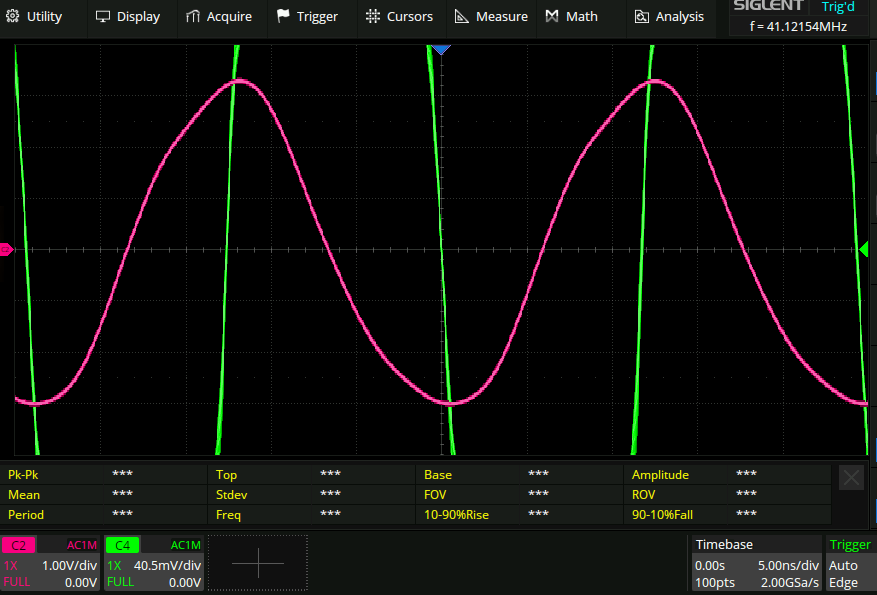 Utility Display Acquire Trigger Cursors Measure Math Analysis
SIGLENT Trig'd
f = 41.12154MHz
Pk-Pk *** Top *** Base *** Amplitude ***
Mean *** Stdev *** FOV *** ROV ***
Period *** Freq *** 10-90%Rise *** 90-10%Fall ***
C2 AC1M C4 AC1M Timebase Trigger
1X 1.00V/div 1X 40.5mV/div 0.00s 5.00ns/div Auto
FULL 0.00V FULL 0.00V 100pts 2.00GSa/s Edge